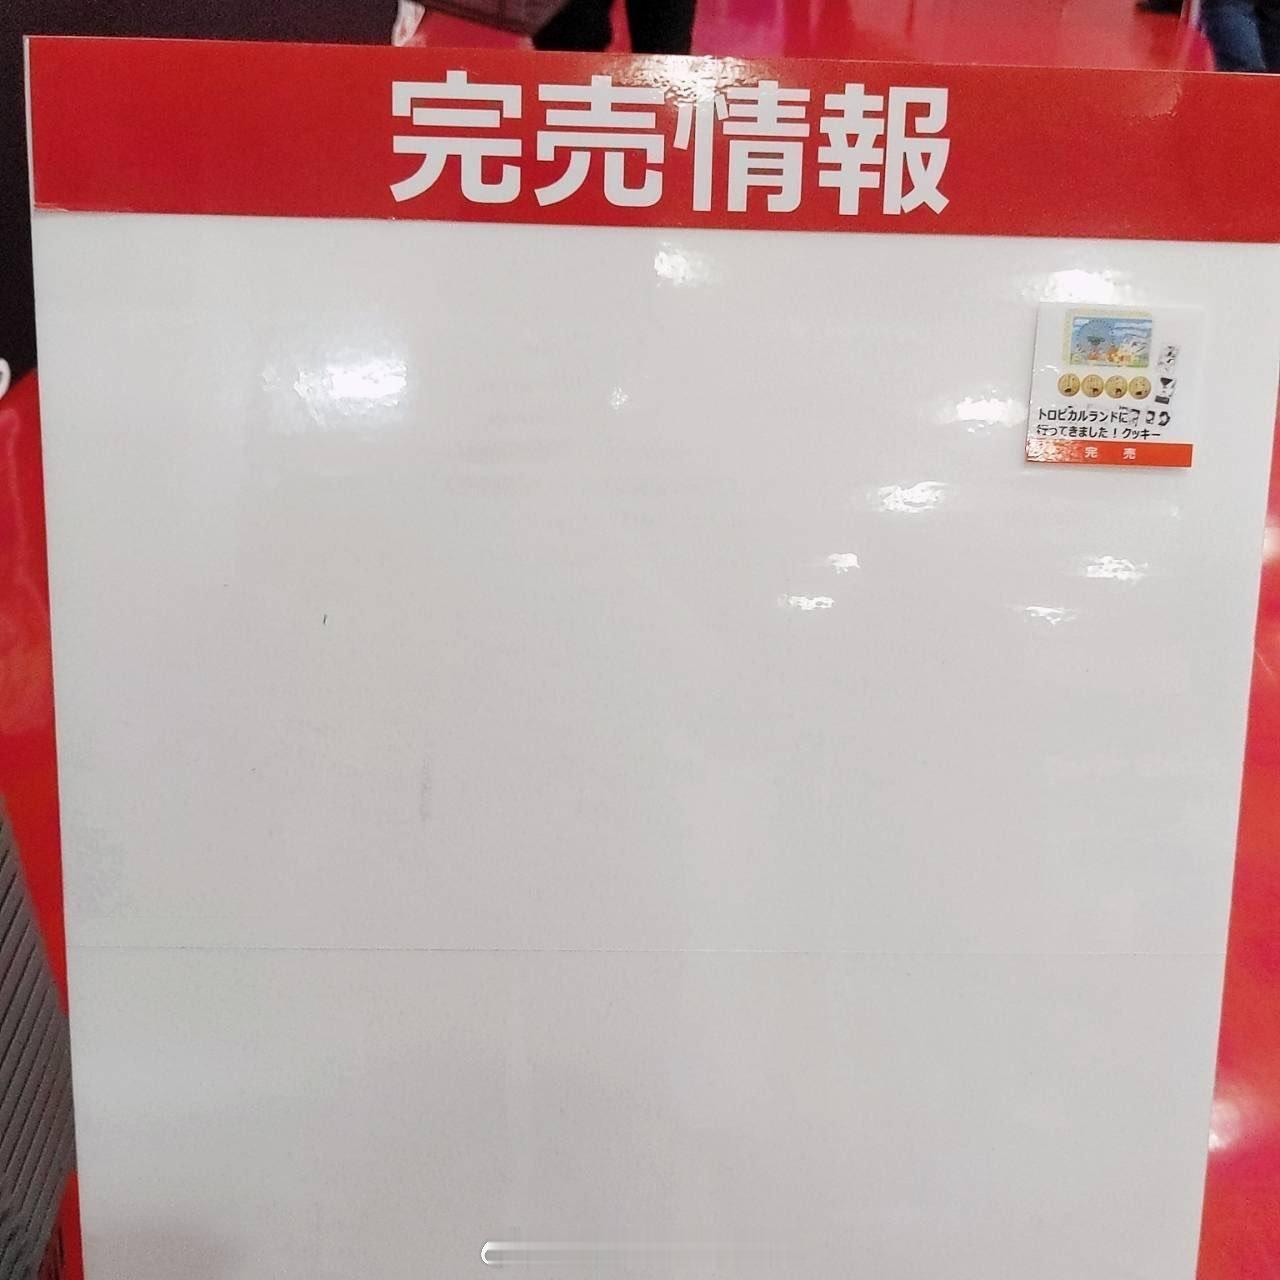 完売情報
トロピカルランドに
行ってきました！クッキー
完 売